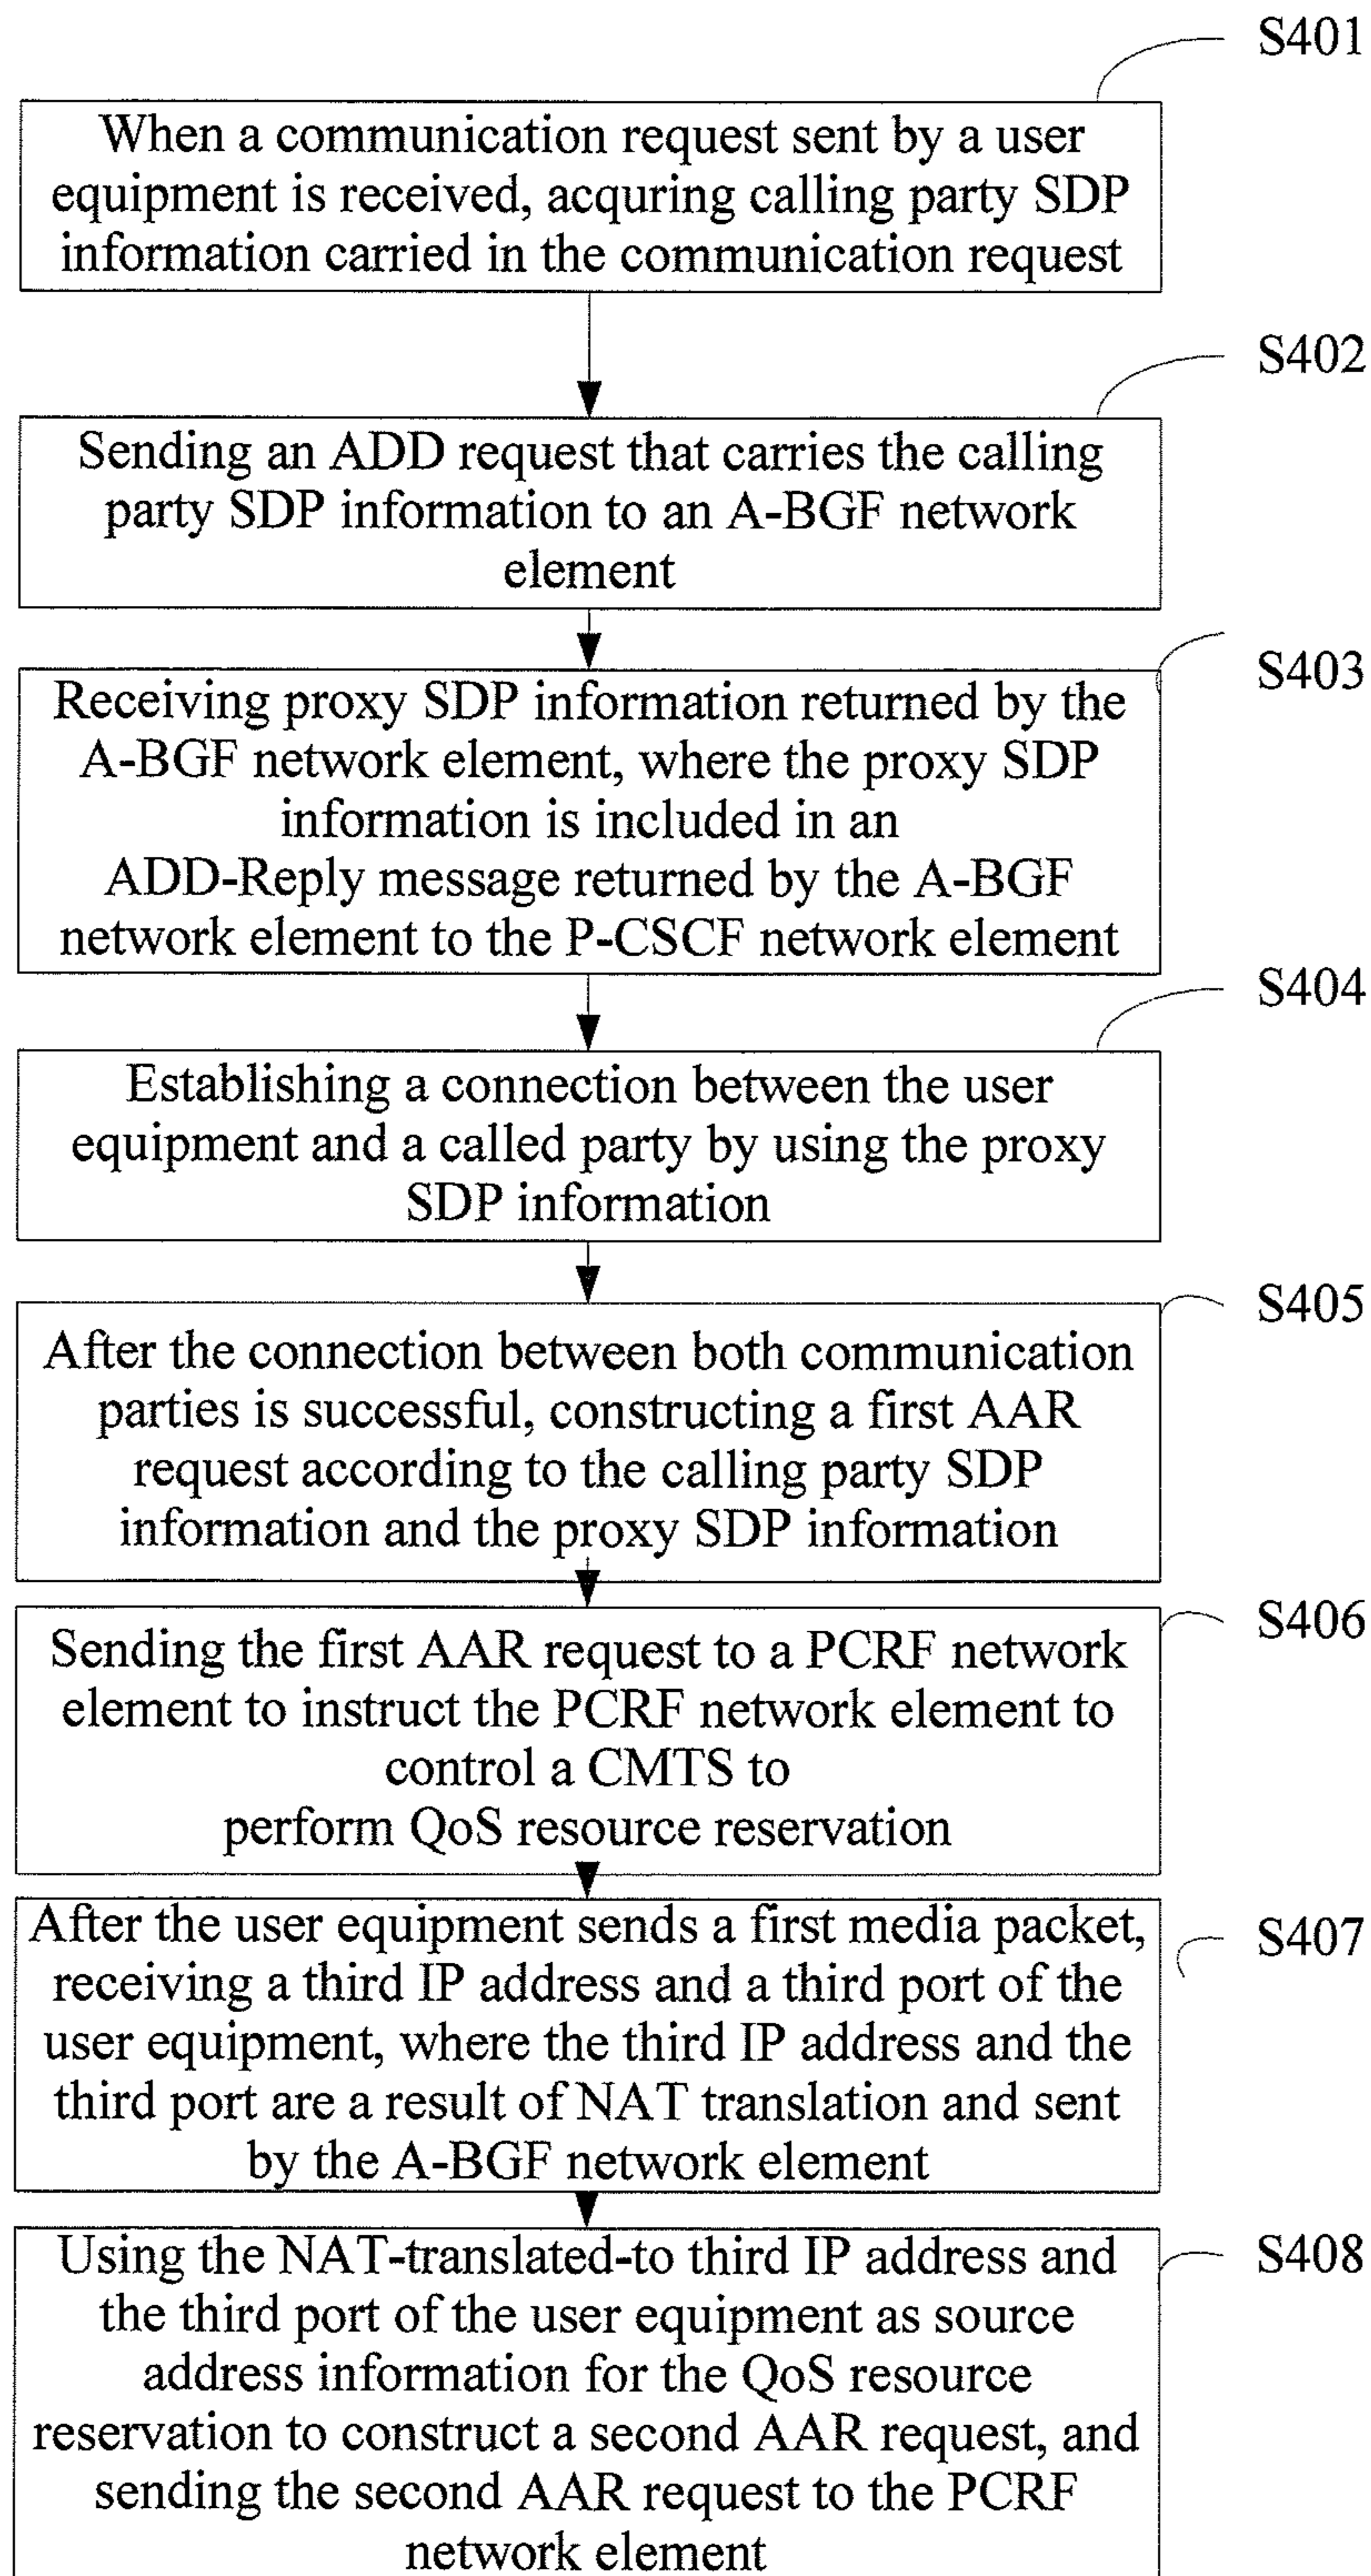 S401
When a communication request sent by a user
equipment is received, acquring calling party SDP
information carried in the communication request
S402
Sending an ADD request that carries the calling
party SDP information to an A-BGF network
element
S403
Receiving proxy SDP information returned by the
A-BGF network element, where the proxy SDP
information is included in an
ADD-Reply message returned by the A-BGF
network element to the P-CSCF network element
S404
Establishing a connection between the user
equipment and a called party by using the proxy
SDP information
S405
After the connection between both communication
parties is successful, constructing a first AAR
request according to the calling party SDP
information and the proxy SDP information
S406
Sending the first AAR request to a PCRF network
element to instruct the PCRF network element to
control a CMTS to
perform QoS resource reservation
S407
After the user equipment sends a first media packet,
receiving a third IP address and a third port of the
user equipment, where the third IP address and the
third port are a result of NAT translation and sent
by the A-BGF network element
S408
Using the NAT-translated-to third IP address and
the third port of the user equipment as source
address information for the QoS resource
reservation to construct a second AAR request, and
sending the second AAR request to the PCRF
network element